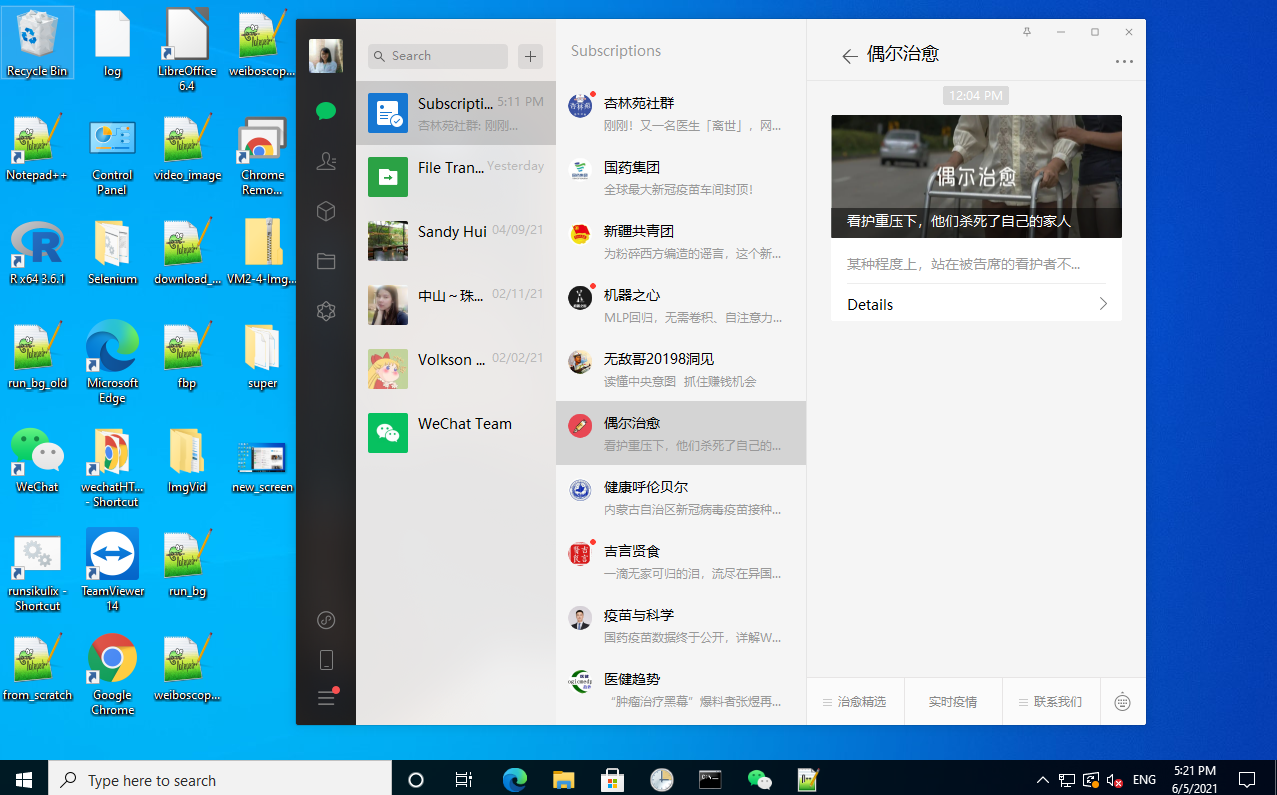 Recycle Bin
log
LibreOffice
6.4
weiboscop...
Notepad++
Control
Panel
video_image
Chrome
Remo...
R x64 3.6.1
Selenium
download_...
VM2-4-Img...
run_bg_old
Microsoft
Edge
fbp
super
WeChat
wechatHT...
- Shortcut
ImgVid
new_screen
runsikulix -
Shortcut
TeamViewer
14
run_bg
from_scratch
Google
Chrome
weiboscop...
Search
Subscripti...
5:11 PM
杏林苑社群: 刚刚...
File Tran...
Yesterday
Sandy Hui
04/09/21
中山～珠...
02/11/21
Volkson ...
02/02/21
WeChat Team
Subscriptions
杏林苑社群
刚刚！又一名医生「离世」，网...
国药集团
全球最大新冠疫苗车间封顶！
新疆共青团
为粉碎西方编造的谣言，这个新...
机器之心
MLP回归，无需卷积、自注意力...
无敌哥20198洞见
读懂中央意图 抓住赚钱机会
偶尔治愈
看护重压下，他们杀死了自己的...
健康呼伦贝尔
内蒙古自治区新冠病毒疫苗接种...
吉言贤食
一滴无家可归的泪，流尽在异国...
疫苗与科学
国药疫苗数据终于公开，详解W...
医健趋势
“肿瘤治疗黑幕”爆料者张煜再...
偶尔治愈
12:04 PM
偶尔治愈
看护重压下，他们杀死了自己的家人
某种程度上，站在被告席的看护者不...
Details
治愈精选
实时疫情
联系我们
Type here to search
ENG
5:21 PM
6/5/2021